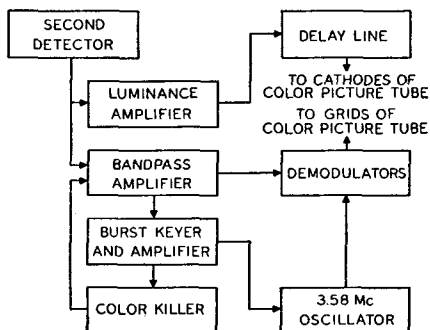 SECOND
DETECTOR
DELAY LINE
LUMINANCE
AMPLIFIER
TO CATHODES OF
COLOR PICTURE TUBE
TO GRIDS OF
COLOR PICTURE TUBE
BANDPASS
AMPLIFIER
DEMODULATORS
BURST KEYER
AND AMPLIFIER
COLOR KILLER
3.58 Mc
OSCILLATOR